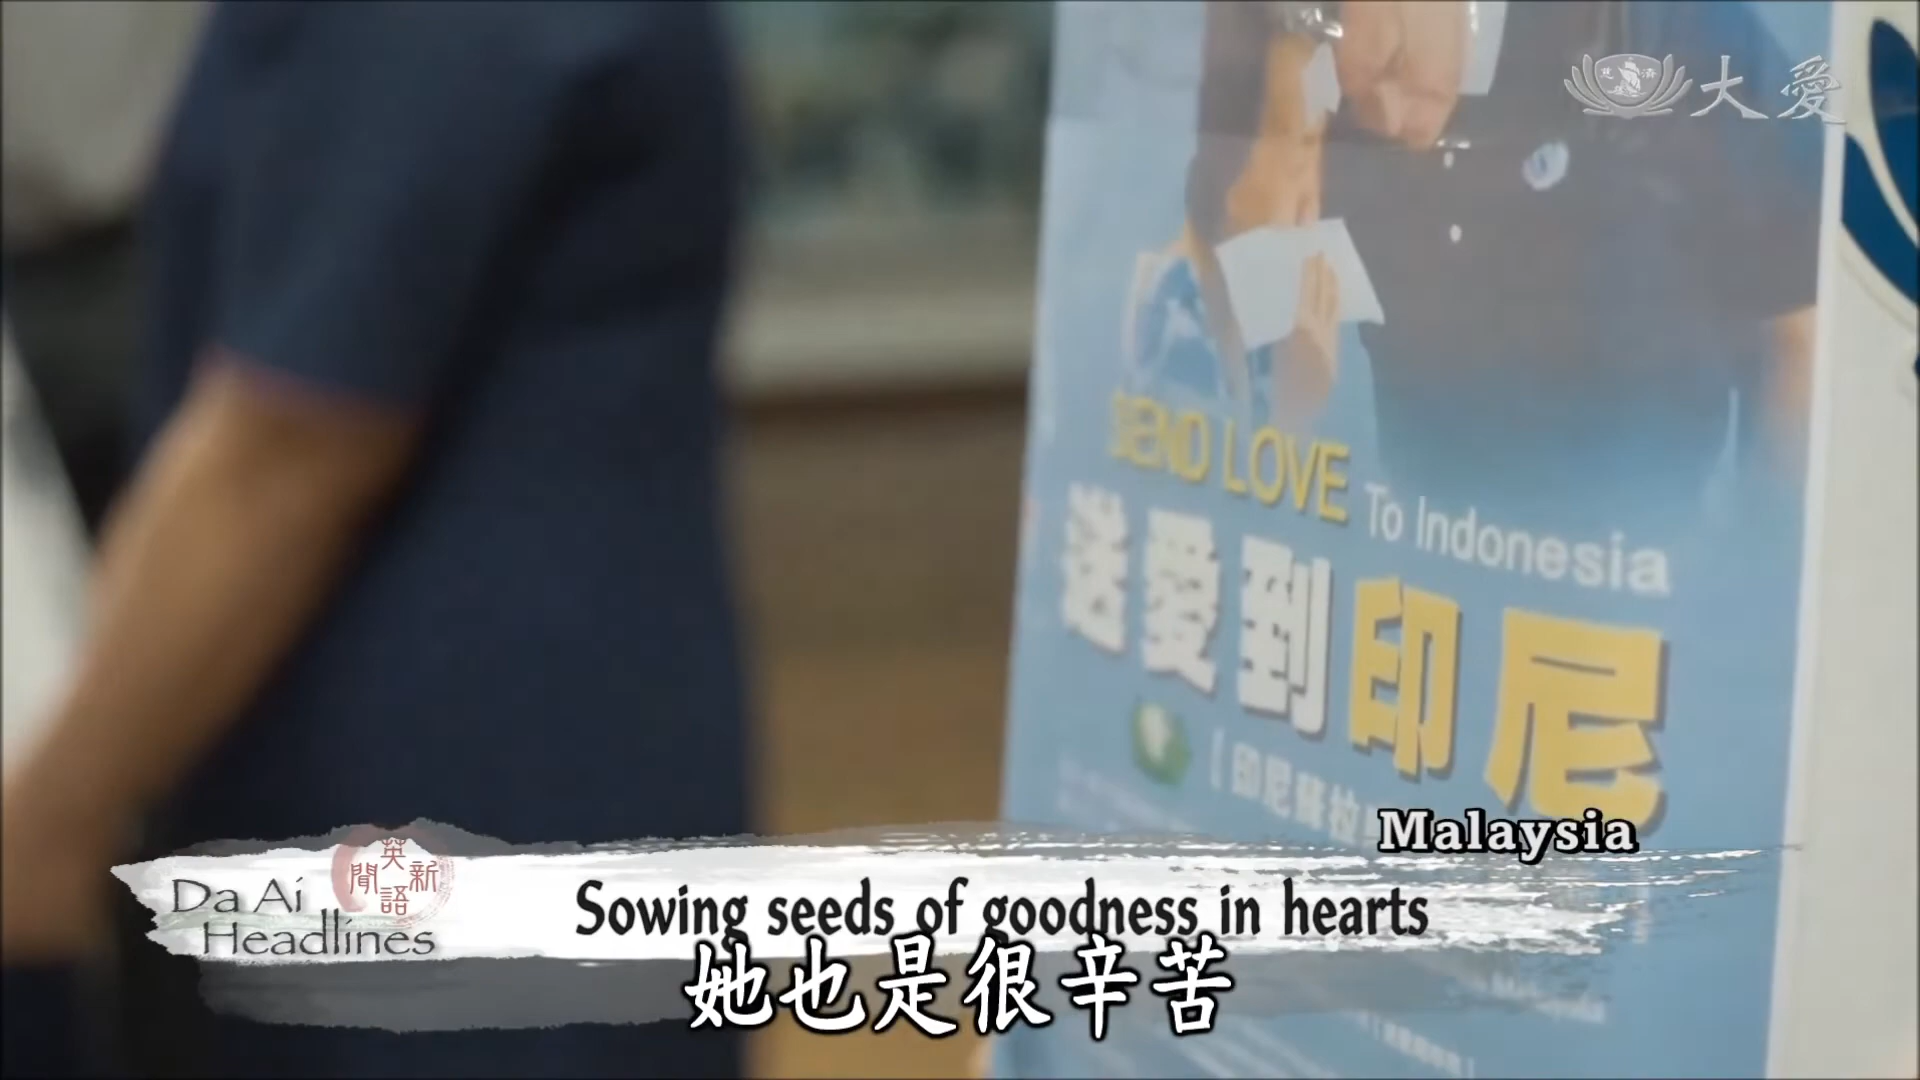 大愛
SEND LOVE To Indonesia
送愛到印尼
Malaysia
英語新聞
Da Ai
Headlines
Sowing seeds of goodness in hearts
她也是很辛苦